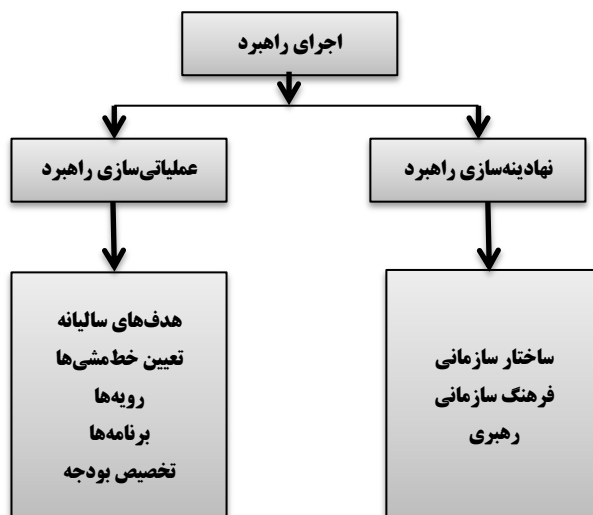 اجرای راهبرد
نهادینه‌سازی راهبرد
عملیاتی‌سازی راهبرد
ساختار سازمانی
فرهنگ سازمانی
رهبری
هدف‌های سالیانه
تعیین خط‌مشی‌ها
رویه‌ها
برنامه‌ها
تخصیص بودجه